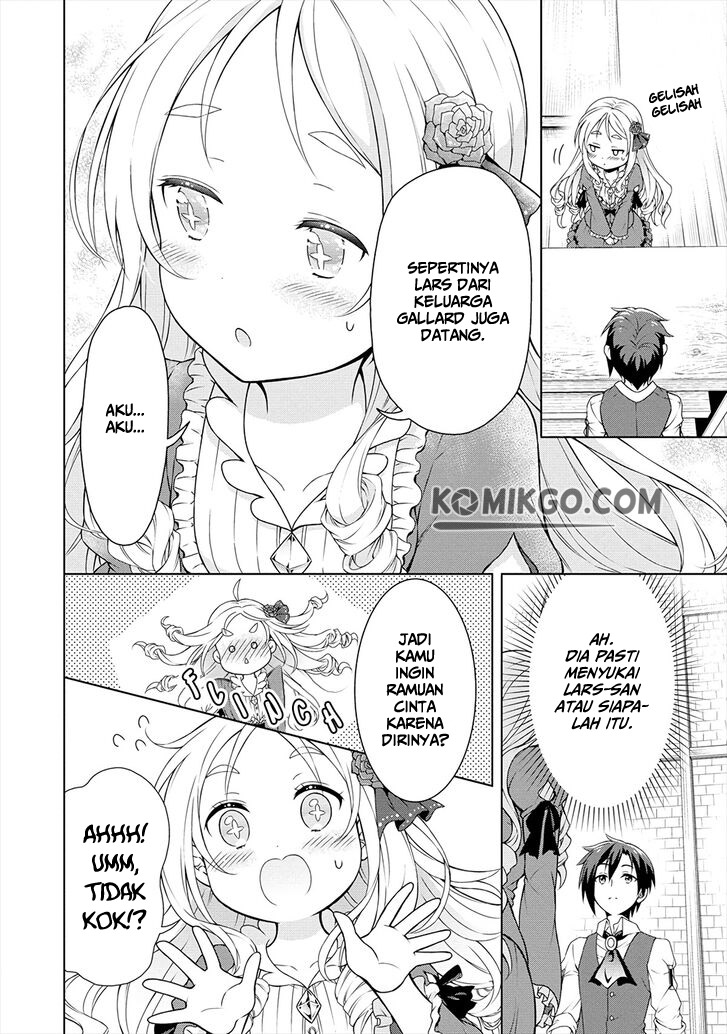 GELISAH
GELISAH
SEPERTINYA
LARS DARI
KELUARGA
GALLARD JUGA
DATANG.
AKU...
AKU...
KOMIKGO.COM
AH.
DIA PASTI
MENYUKAI
LARS-SAN
ATAU SIAPA-
LAH ITU.
JADI
KAMU
INGIN
RAMUAN
CINTA
KARENA
DIRINYA?
FLINCH
AHHH!
UMM,
TIDAK
KOK!?